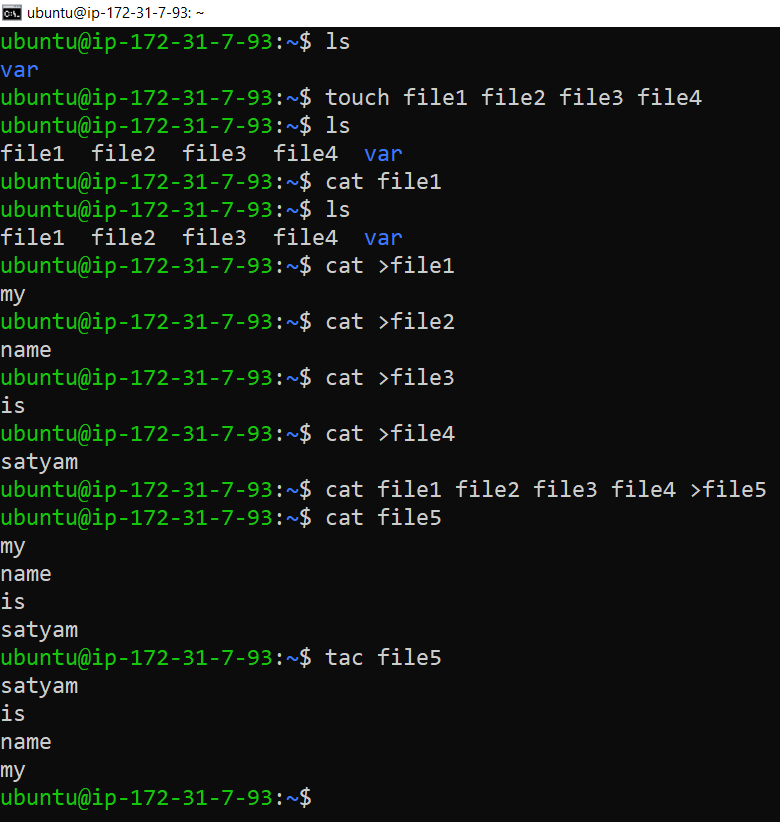 ubuntu@ip-172-31-7-93: ~
ubuntu@ip-172-31-7-93:~$ ls
var
ubuntu@ip-172-31-7-93:~$ touch file1 file2 file3 file4
ubuntu@ip-172-31-7-93:~$ ls
file1  file2  file3  file4  var
ubuntu@ip-172-31-7-93:~$ cat file1
ubuntu@ip-172-31-7-93:~$ ls
file1  file2  file3  file4  var
ubuntu@ip-172-31-7-93:~$ cat >file1
my
ubuntu@ip-172-31-7-93:~$ cat >file2
name
ubuntu@ip-172-31-7-93:~$ cat >file3
is
ubuntu@ip-172-31-7-93:~$ cat >file4
satyam
ubuntu@ip-172-31-7-93:~$ cat file1 file2 file3 file4 >file5
ubuntu@ip-172-31-7-93:~$ cat file5
my
name
is
satyam
ubuntu@ip-172-31-7-93:~$ tac file5
satyam
is
name
my
ubuntu@ip-172-31-7-93:~$